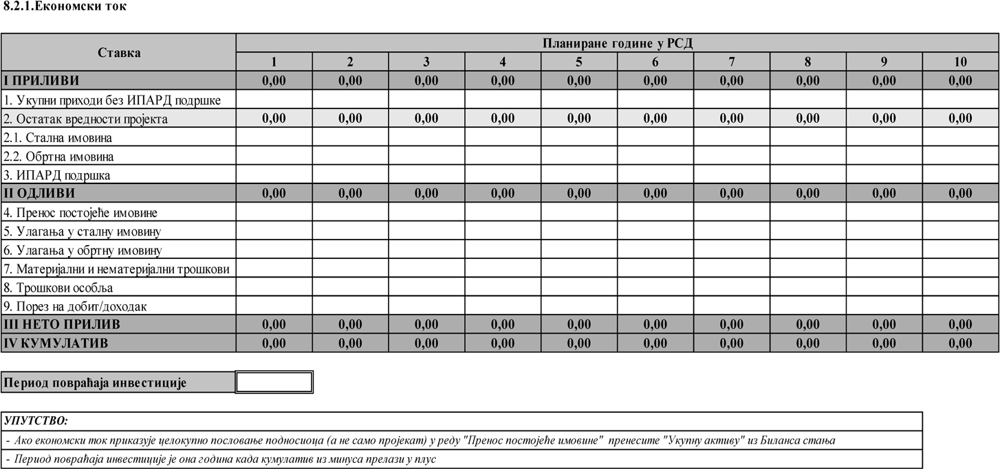 8.2.1.Економски ток
Ставка
Планиране године у РСД
1 2 3 4 5 6 7 8 9 10
I ПРИЛИВИ 0,00 0,00 0,00 0,00 0,00 0,00 0,00 0,00 0,00 0,00
1. Укупни приходи без ИПАРД подршке
2. Остатак вредности пројекта 0,00 0,00 0,00 0,00 0,00 0,00 0,00 0,00 0,00 0,00
2.1. Стална имовина
2.2. Обртна имовина
3. ИПАРД подршка
II ОДЛИВИ 0,00 0,00 0,00 0,00 0,00 0,00 0,00 0,00 0,00 0,00
4. Пренос постојеће имовине
5. Улагања у сталну имовину
6. Улагања у обртну имовину
7. Материјални и нематеријални трошкови
8. Трошкови особља
9. Порез на добит/доходак
III НЕТО ПРИЛИВ 0,00 0,00 0,00 0,00 0,00 0,00 0,00 0,00 0,00 0,00
IV КУМУЛАТИВ 0,00 0,00 0,00 0,00 0,00 0,00 0,00 0,00 0,00 0,00
Период повраћаја инвестиције
УПУТСТВО:
- Ако економски ток приказује целокупно пословање подносиоца (а не само пројекат) у реду "Пренос постојеће имовине" пренесите "Укупну активу" из Биланса стања
- Период повраћаја инвестиције је она година када кумулатив из минуса прелази у плус